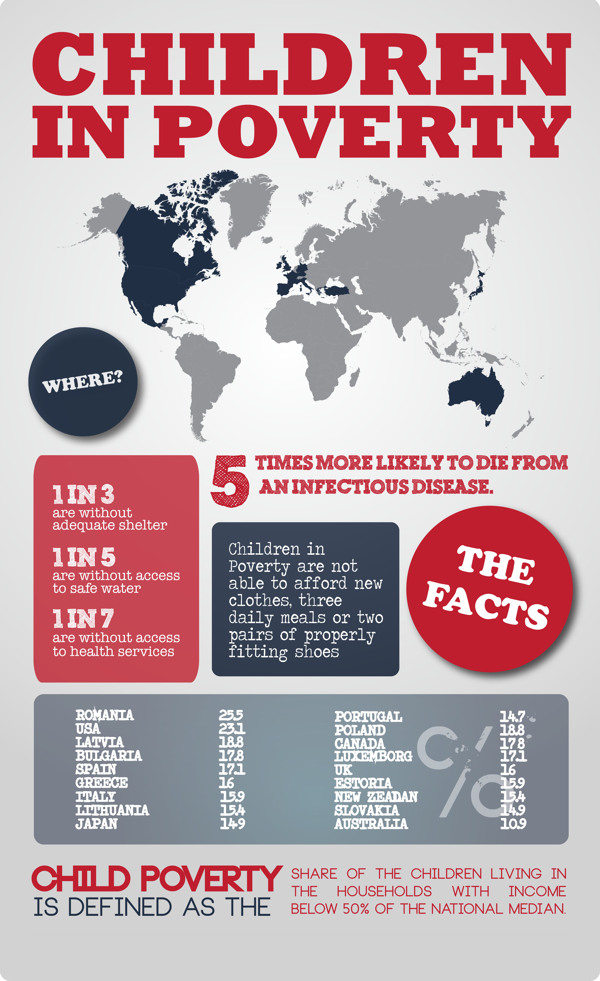 CHILDREN
IN POVERTY
WHERE?
5 TIMES MORE LIKELY TO DIE FROM
AN INFECTIOUS DISEASE.
1 IN 3
are without
adequate shelter
1 IN 5
are without access
to safe water
1 IN 7
are without access
to health services
Children in
Poverty are not
able to afford new
clothes, three
daily meals or two
pairs of properly
fitting shoes
THE
FACTS
ROMANIA 25.5
USA 23.1
LATVIA 18.8
BULGARIA 17.8
SPAIN 17.1
GREECE 16
ITALY 15.9
LITHUANIA 15.4
JAPAN 14.9
PORTUGAL 14.7
POLAND 18.8
CANADA 17.8
LUXEMBORG 17.1
UK 16
ESTORIA 15.9
NEW ZEADAN 15.4
SLOVAKIA 14.9
AUSTRALIA 10.9
CHILD POVERTY
IS DEFINED AS THE
SHARE OF THE CHILDREN LIVING IN
THE HOUSEHOLDS WITH INCOME
BELOW 50% OF THE NATIONAL MEDIAN.